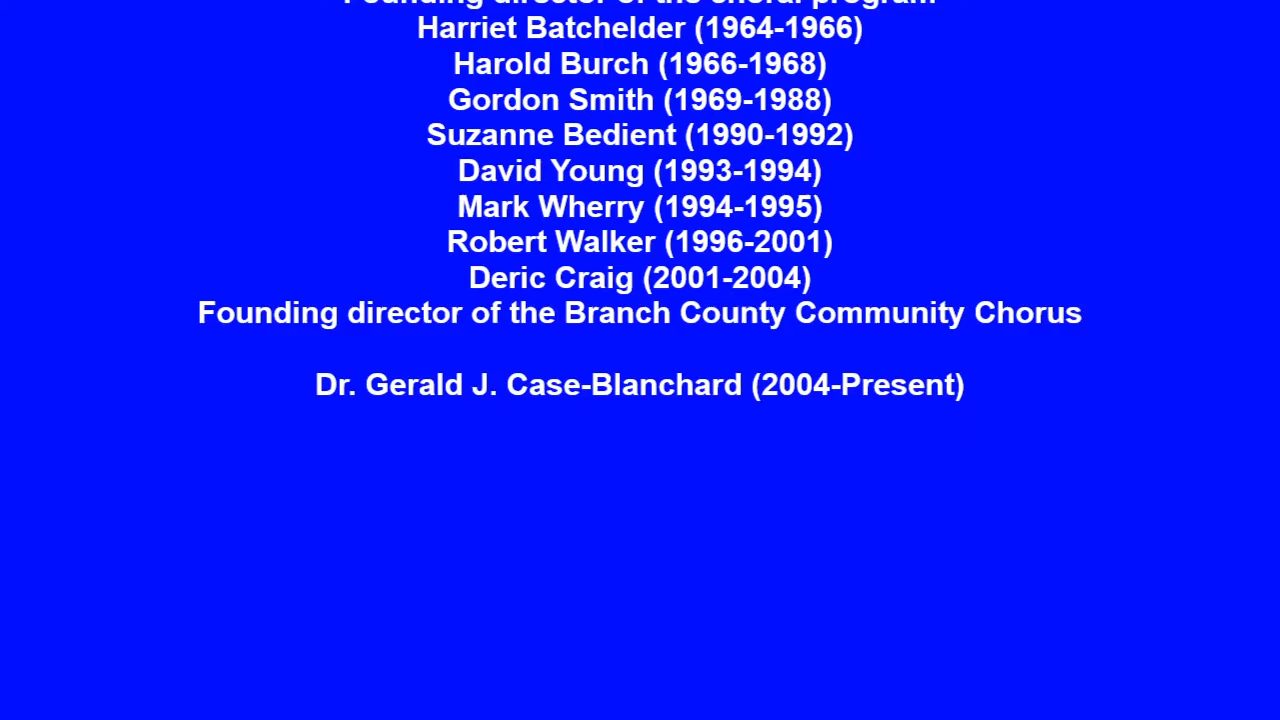 Founding director of the choral program
Harriet Batchelder (1964-1966)
Harold Burch (1966-1968)
Gordon Smith (1969-1988)
Suzanne Bedient (1990-1992)
David Young (1993-1994)
Mark Wherry (1994-1995)
Robert Walker (1996-2001)
Deric Craig (2001-2004)
Founding director of the Branch County Community Chorus
Dr. Gerald J. Case-Blanchard (2004-Present)